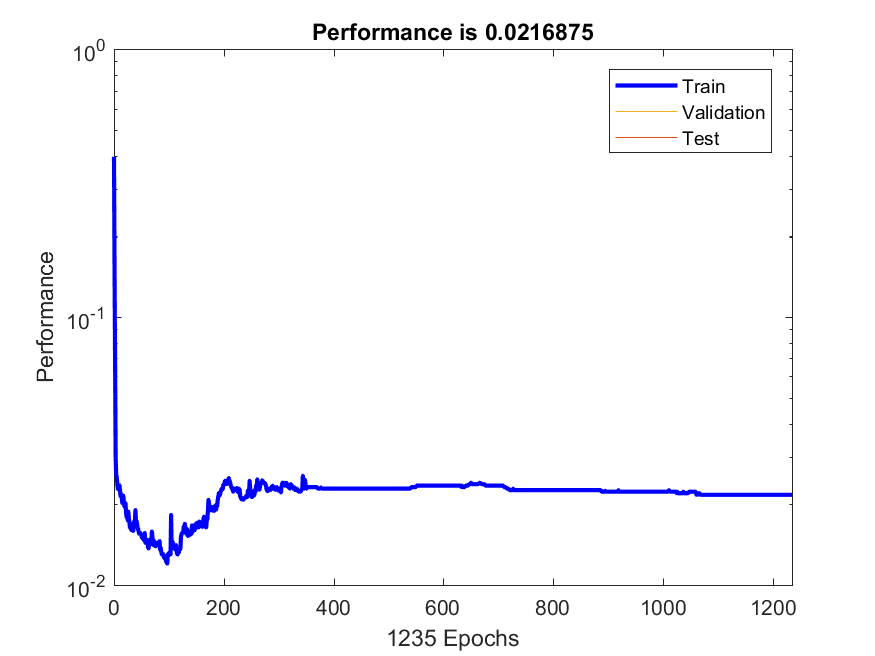 Performance is 0.0216875
Train
Validation
Test
Performance
10^0
10^-1
10^-2
0 200 400 600 800 1000 1200
1235 Epochs